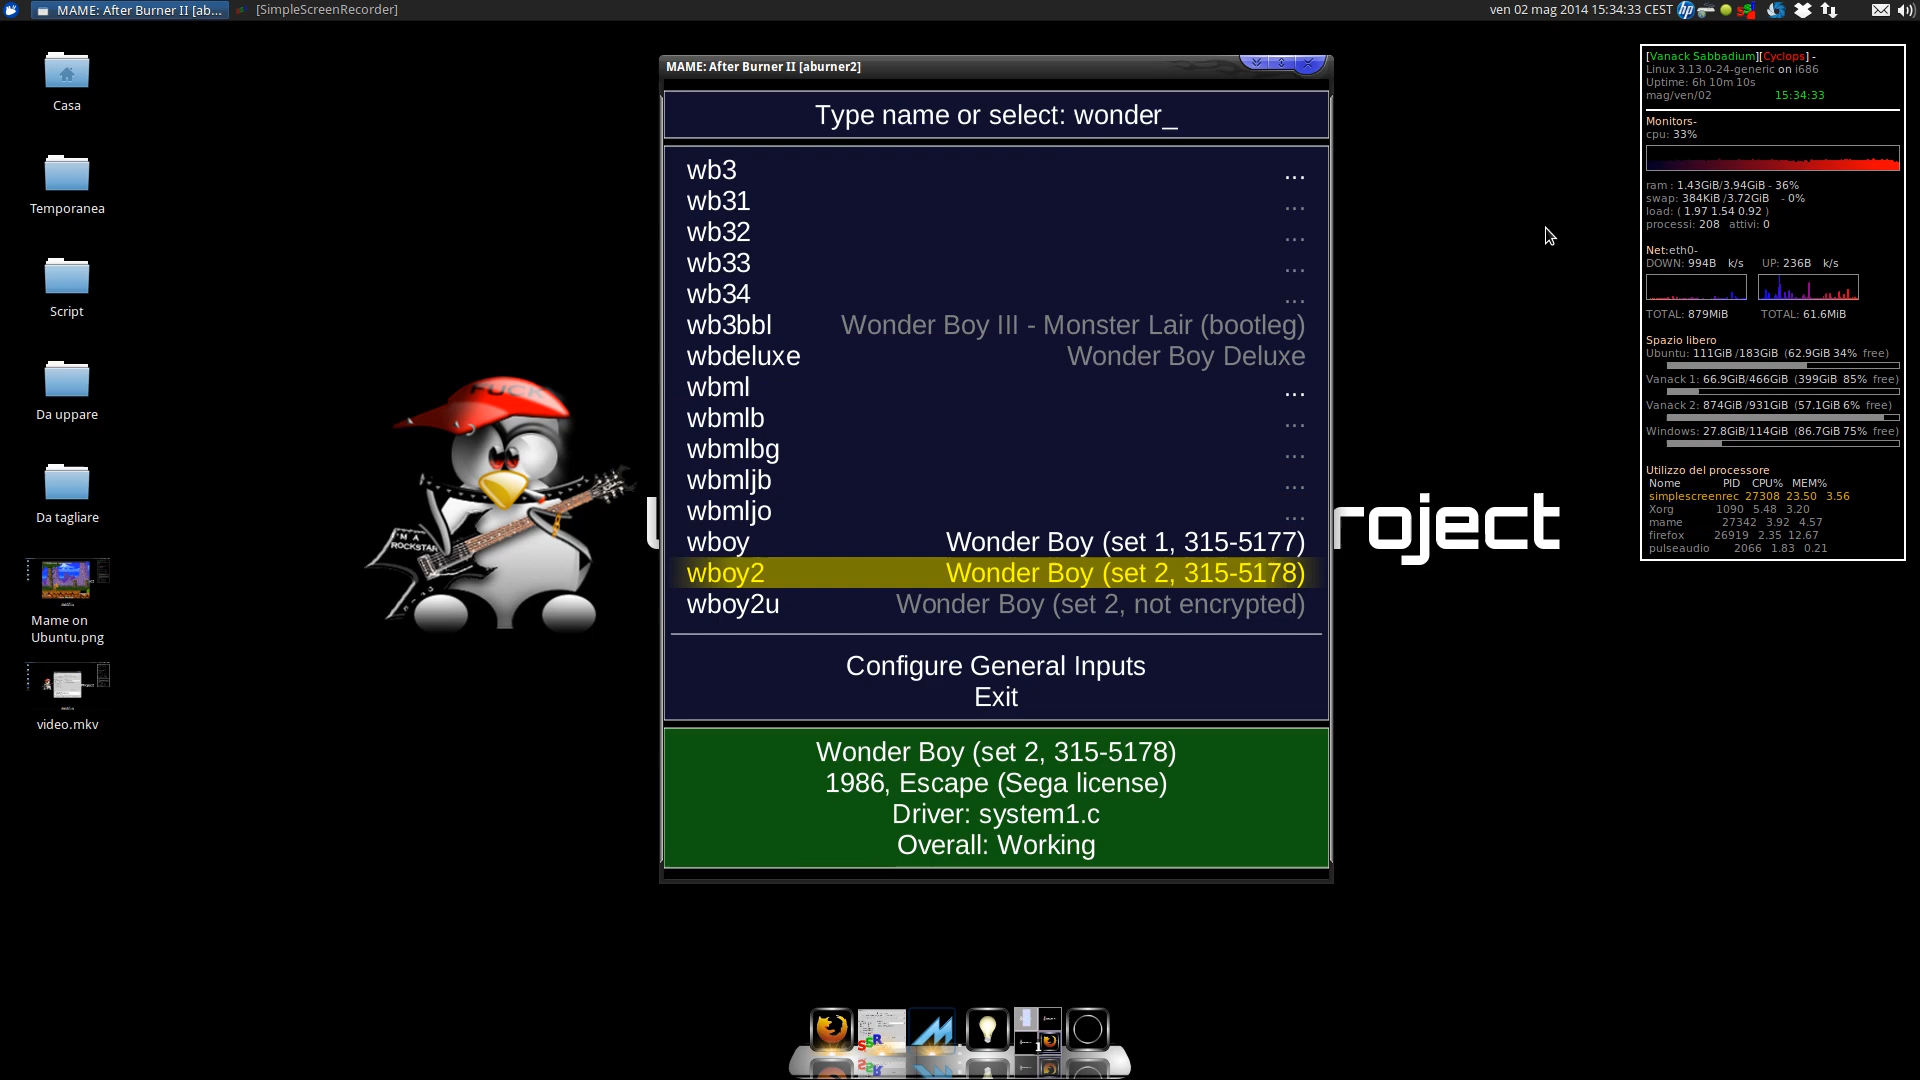 MAME: After Burner II [ab...
[SimpleScreenRecorder]
ven 02 mag 2014 15:34:33 CEST
Casa
Temporanea
Script
Da uppare
Da tagliare
Mame on
Ubuntu.png
video.mkv
FUCK
I'M A
ROCKSTAR
MAME: After Burner II [aburner2]
Type name or select: wonder_
wb3 ...
wb31 ...
wb32 ...
wb33 ...
wb34 ...
wb3bbl Wonder Boy III - Monster Lair (bootleg)
wbdeluxe Wonder Boy Deluxe
wbml ...
wbmlb ...
wbmlbg ...
wbmljb ...
wbmljo ...
wboy Wonder Boy (set 1, 315-5177)
wboy2 Wonder Boy (set 2, 315-5178)
wboy2u Wonder Boy (set 2, not encrypted)
Configure General Inputs
Exit
Wonder Boy (set 2, 315-5178)
1986, Escape (Sega license)
Driver: system1.c
Overall: Working
roject
[Vanack Sabbadium][Cyclops] -
Linux 3.13.0-24-generic on i686
Uptime: 6h 10m 10s
mag/ven/02 15:34:33
Monitors-
cpu: 33%
ram : 1.43GiB/3.94GiB - 36%
swap: 384KiB /3.72GiB - 0%
load: ( 1.97 1.54 0.92 )
processi: 208 attivi: 0
Net:eth0-
DOWN: 994B k/s UP: 236B k/s
TOTAL: 879MiB TOTAL: 61.6MiB
Spazio libero
Ubuntu: 111GiB /183GiB (62.9GiB 34% free)
Vanack 1: 66.9GiB/466GiB (399GiB 85% free)
Vanack 2: 874GiB /931GiB (57.1GiB 6% free)
Windows: 27.8GiB/114GiB (86.7GiB 75% free)
Utilizzo del processore
Nome PID CPU% MEM%
simplescreenrec 27308 23.50 3.56
Xorg 1090 5.48 3.20
mame 27342 3.92 4.57
firefox 26919 2.35 12.67
pulseaudio 2066 1.83 0.21
SSR